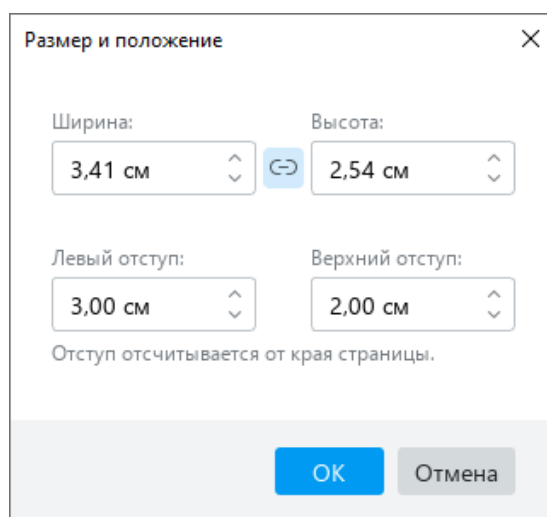 Размер и положение
Ширина: Высота:
3,41 см 2,54 см
Левый отступ: Верхний отступ:
3,00 см 2,00 см
Отступ отсчитывается от края страницы.
ОК Отмена